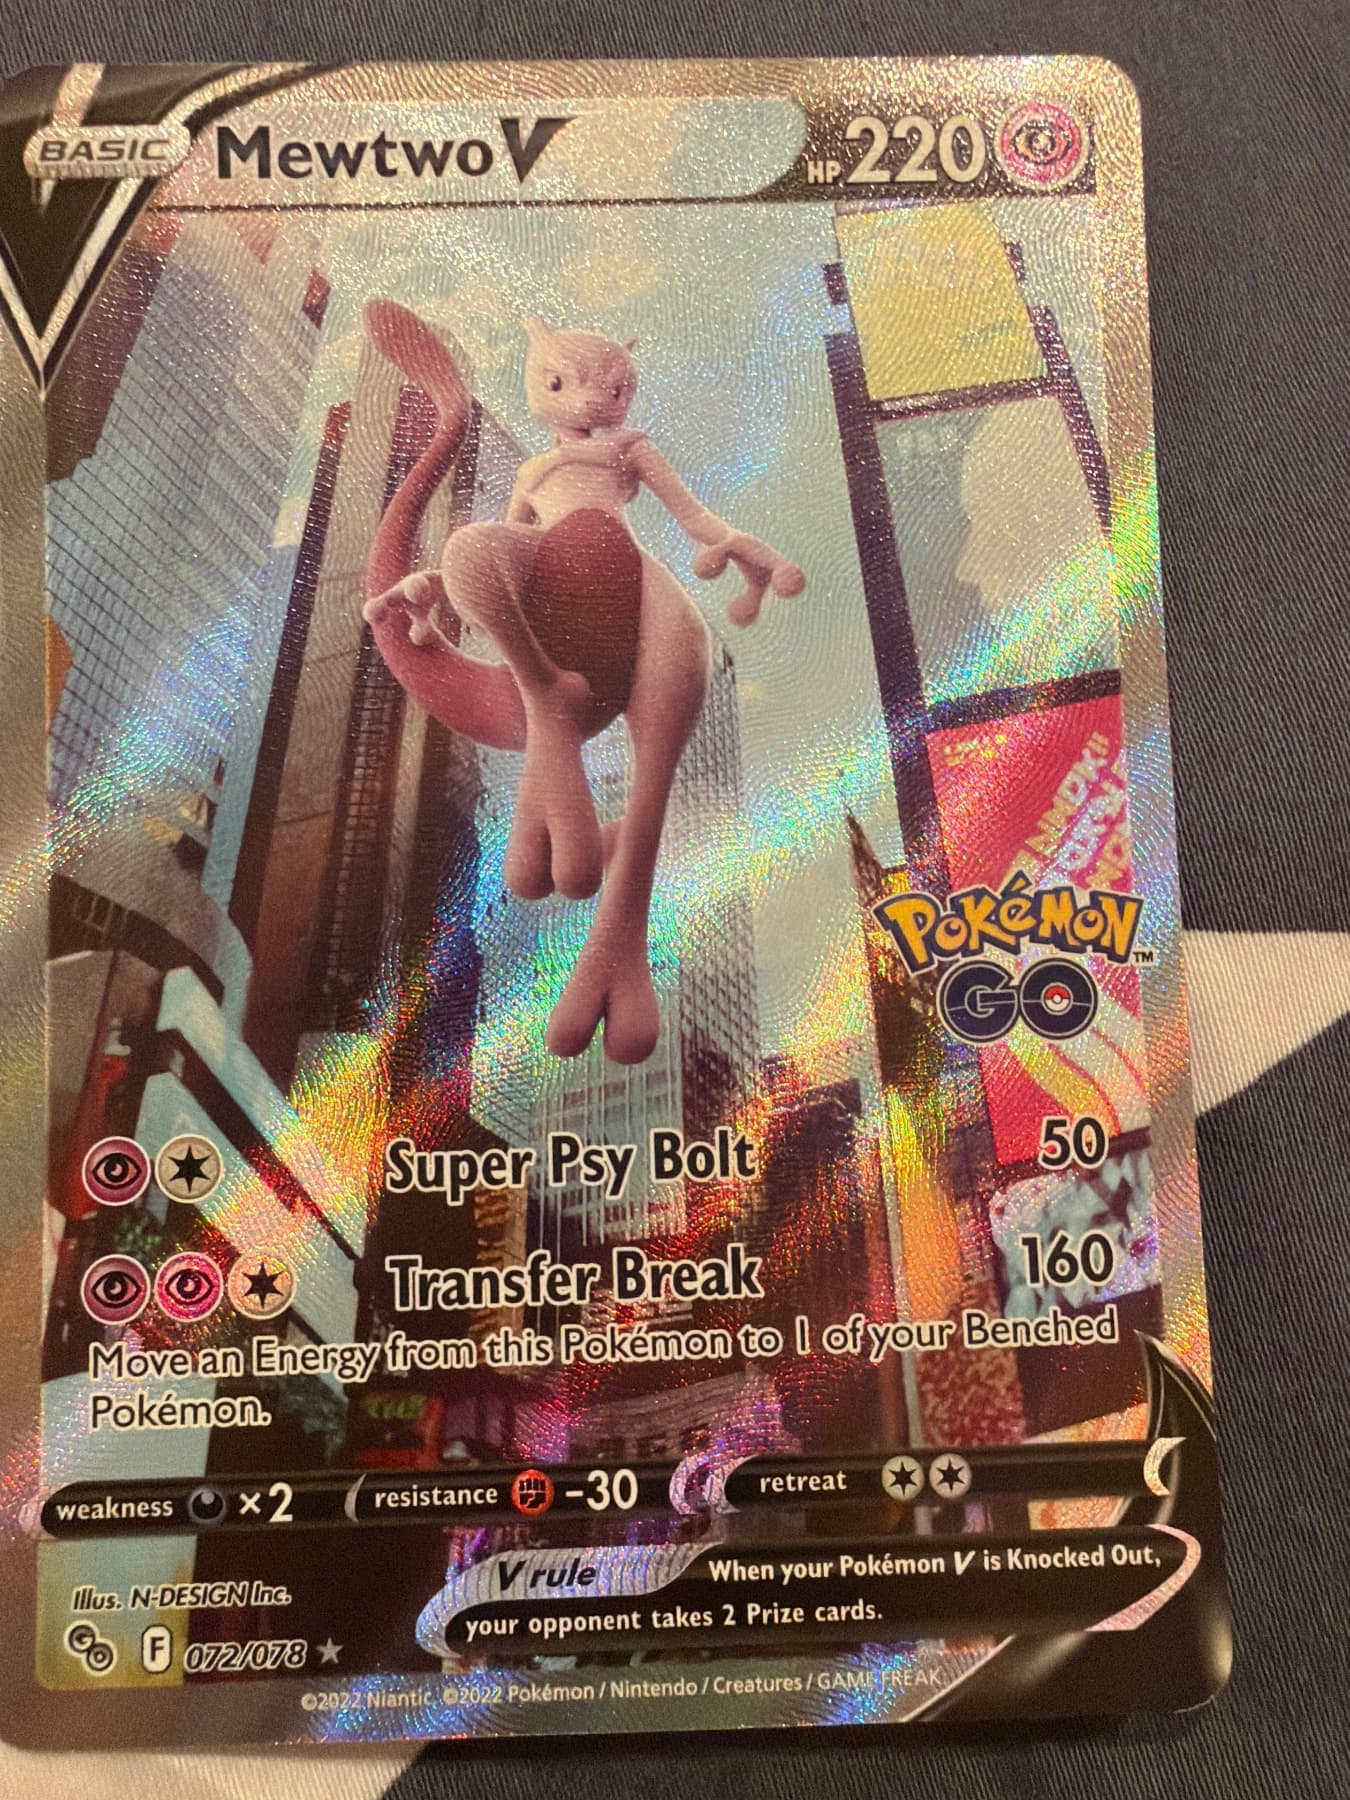 BASIC
Mewtwo V
HP 220
POKÉMON™
GO
Super Psy Bolt 50
Transfer Break 160
Move an Energy from this Pokémon to 1 of your Benched
Pokémon.
weakness ×2 resistance -30 retreat
V rule When your Pokémon V is Knocked Out,
your opponent takes 2 Prize cards.
Illus. N-DESIGN Inc.
GO F 072/078
©2022 Niantic ©2022 Pokémon / Nintendo / Creatures / GAME FREAK